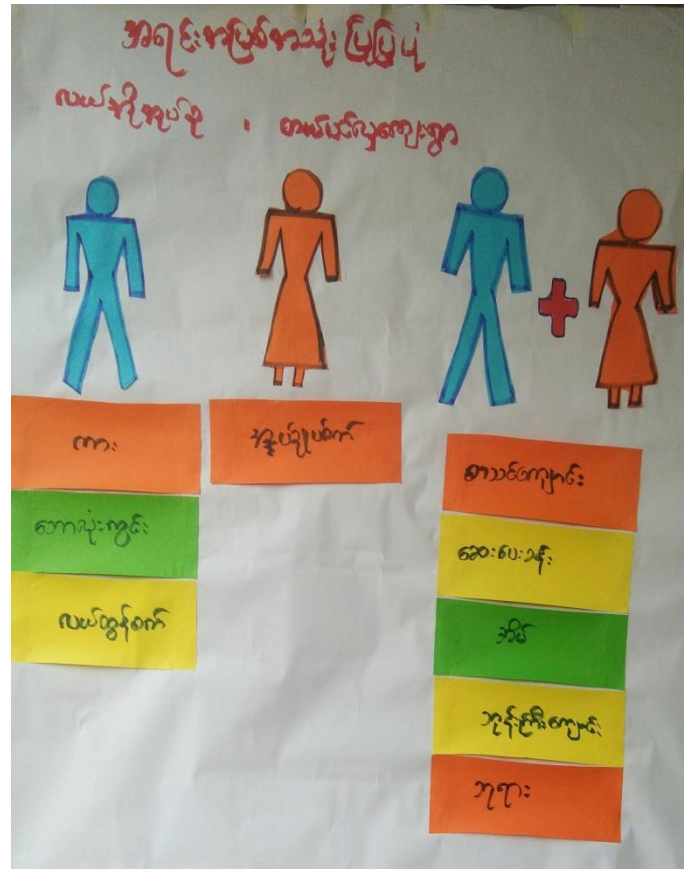 အရင်းအမြစ်အသုံးပြုပြပုံ
စာသင်ကျောင်း
ကား
အပ်ချုပ်စက်
ဘောလုံးကွင်း
ဆေးပေးခန်း
လယ်ထွန်စက်
အိမ်
ဘုန်းကြီးကျောင်း
ဘုရား